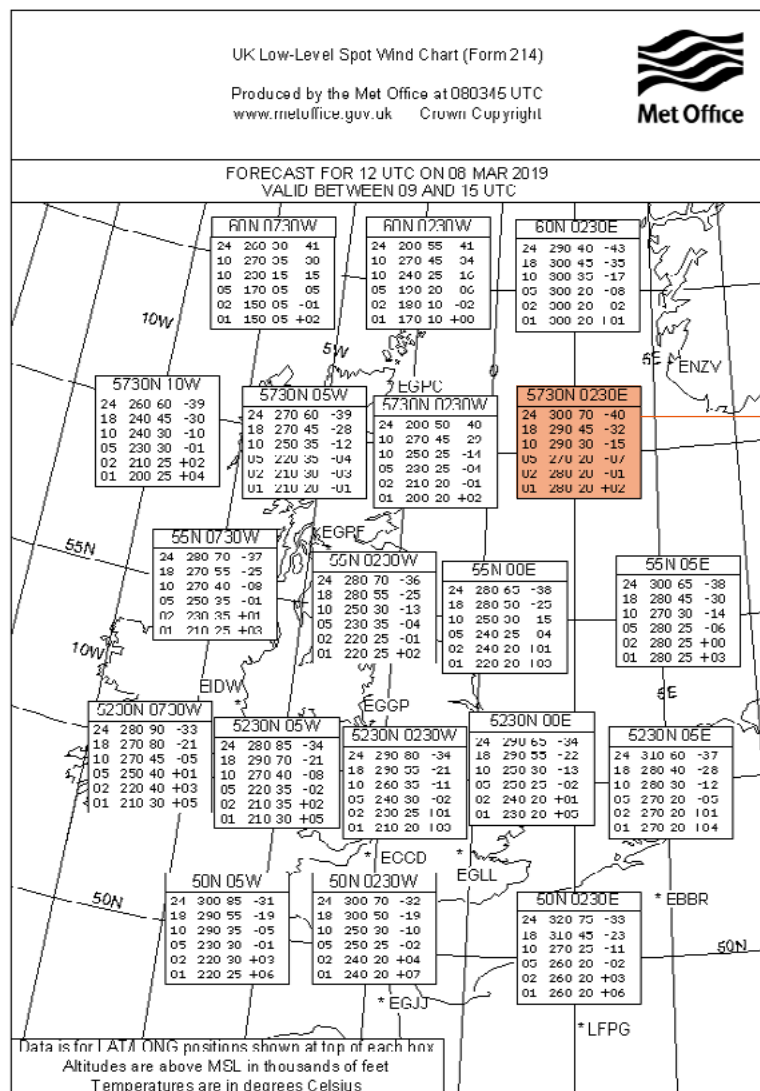 UK Low-Level Spot Wind Chart (Form 214)
Produced by the Met Office at 080345 UTC
www.metoffice.gov.uk Crown Copyright
Met Office
FORECAST FOR 12 UTC ON 08 MAR 2019
VALID BETWEEN 09 AND 15 UTC
60N 0730W
24 260 30 41
18 270 35 30
10 230 15 15
05 170 05 05
02 150 05 -01
01 150 05 +02
60N 0230W
24 200 55 41
18 270 45 34
10 240 25 16
05 190 20 06
02 180 10 -02
01 170 10 +00
60N 0230E
24 290 40 -43
18 300 45 -35
10 300 35 -17
05 300 20 -08
02 300 20 02
01 300 20 +01
10W
5W
5E
* ENZV
* EGPC
5730N 10W
24 260 60 -39
18 240 45 -30
10 240 30 -10
05 230 30 -01
02 210 25 +02
01 200 25 +04
5730N 05W
24 270 60 -39
18 270 45 -28
10 250 35 -12
05 220 35 -04
02 210 30 -03
01 210 20 -01
5730N 0230W
24 200 50 40
18 270 45 29
10 250 25 -14
05 230 25 -04
02 210 20 -01
01 200 20 +02
5730N 0230E
24 300 70 -40
18 290 45 -32
10 290 30 -15
05 270 20 -07
02 280 20 -01
01 280 20 +02
55N
EGPF
55N 0730W
24 280 70 -37
18 270 55 -25
10 270 40 -08
05 250 35 -01
02 230 35 +01
01 210 25 +03
55N 0230W
24 280 70 -36
18 280 55 -25
10 250 30 -13
05 230 35 -04
02 220 25 -01
01 220 25 +02
55N 00E
24 280 65 -38
18 280 50 -25
10 250 30 15
05 240 25 04
02 240 20 +01
01 220 20 +03
55N 05E
24 300 65 -38
18 280 45 -30
10 270 30 -14
05 280 25 -06
02 280 25 +00
01 280 25 +03
10W
EIDW
*
EGGP
*
5E
5230N 0730W
24 280 90 -33
18 270 80 -21
10 270 45 -05
05 250 40 +01
02 220 40 +03
01 210 30 +05
5230N 05W
24 280 85 -34
18 290 70 -21
10 270 40 -08
05 220 35 -02
02 210 35 +02
01 210 30 +05
5230N 0230W
24 290 80 -34
18 290 55 -21
10 260 35 -11
05 240 30 -02
02 230 25 +01
01 210 20 +03
5230N 00E
24 290 65 -34
18 290 55 -22
10 250 30 -13
05 250 25 -02
02 240 20 +01
01 230 20 +05
5230N 05E
24 310 60 -37
18 280 40 -28
10 280 30 -12
05 270 20 -05
02 270 20 +01
01 270 20 +04
* ECCD
*
EGLL
* EBBR
50N
50N
50N 05W
24 300 85 -31
18 290 55 -19
10 290 35 -05
05 230 30 -01
02 220 30 +03
01 220 25 +06
50N 0230W
24 300 70 -32
18 300 50 -19
10 250 30 -10
05 250 25 -02
02 240 20 +04
01 240 20 +07
50N 0230E
24 320 75 -33
18 310 45 -23
10 270 25 -11
05 260 20 -02
02 260 20 +03
01 260 20 +06
* EGJJ
* LFPG
Data is for LAT/LONG positions shown at top of each box
Altitudes are above MSL in thousands of feet
Temperatures are in degrees Celsius